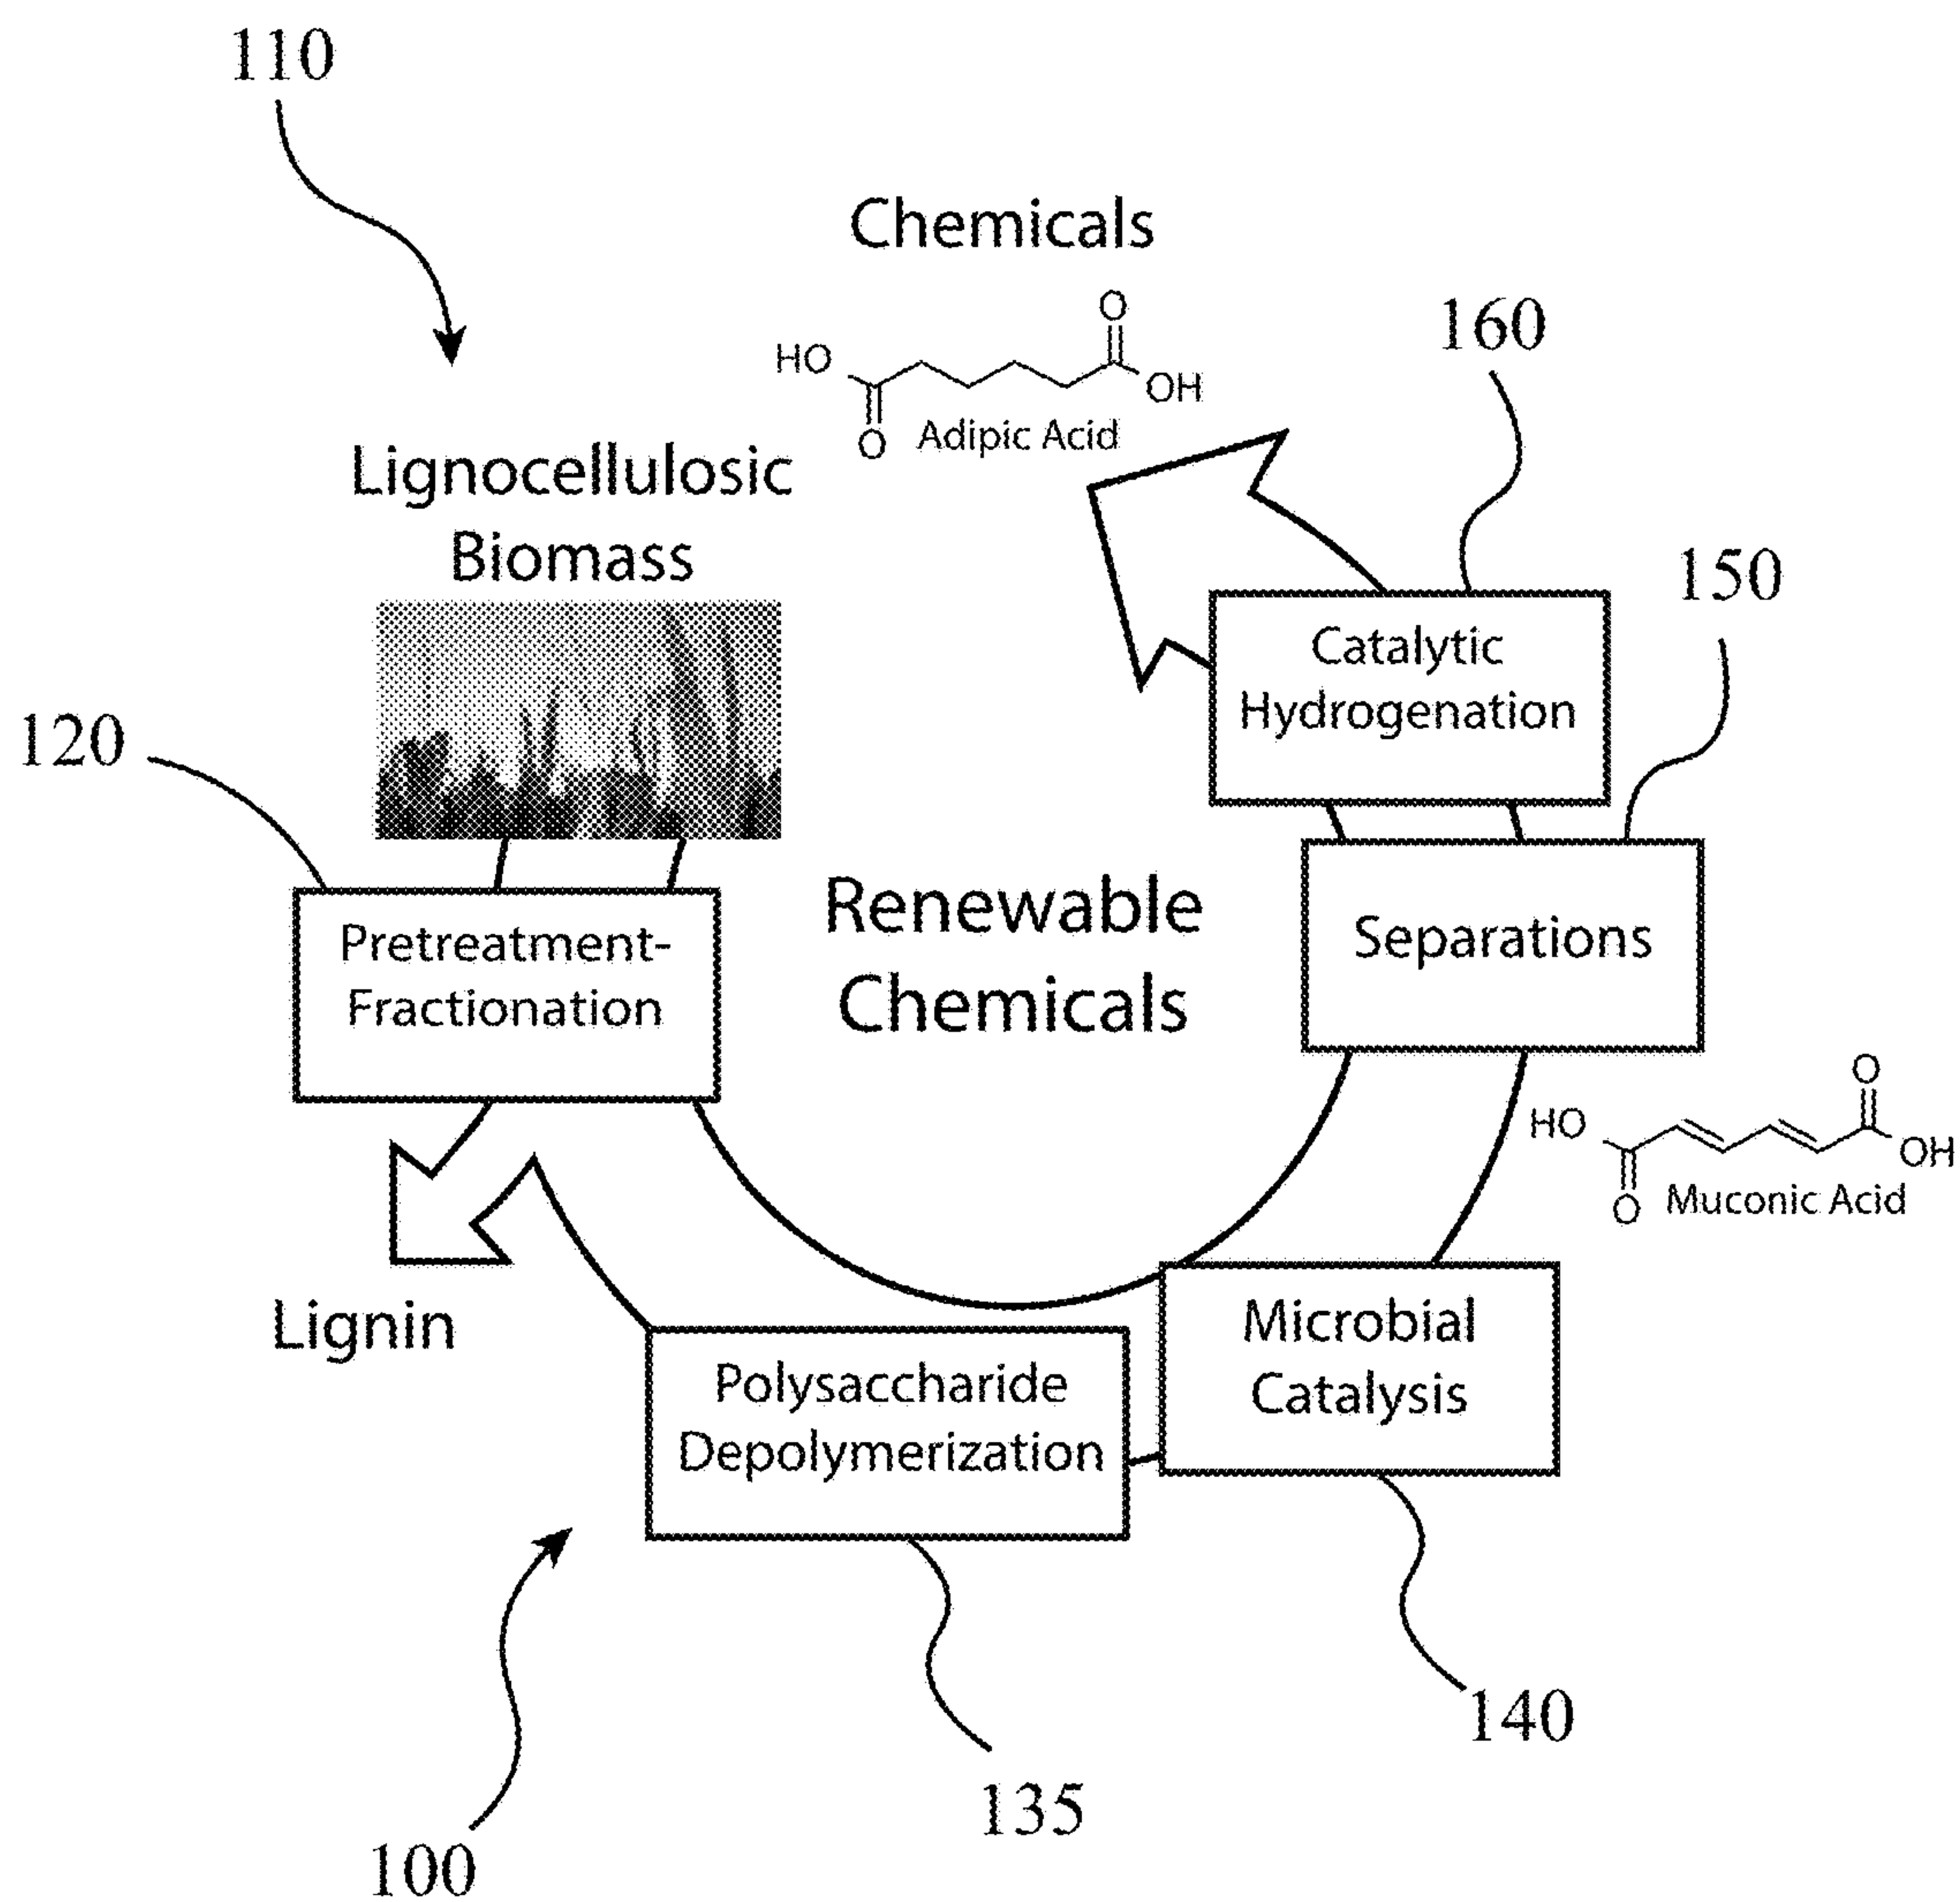 110
Chemicals
HO
O
OH
O
Adipic Acid
160
Lignocellulosic
Biomass
150
Catalytic
Hydrogenation
120
Pretreatment-
Fractionation
Renewable
Chemicals
Separations
HO
O
OH
O
Muconic Acid
Lignin
Polysaccharide
Depolymerization
Microbial
Catalysis
140
135
100